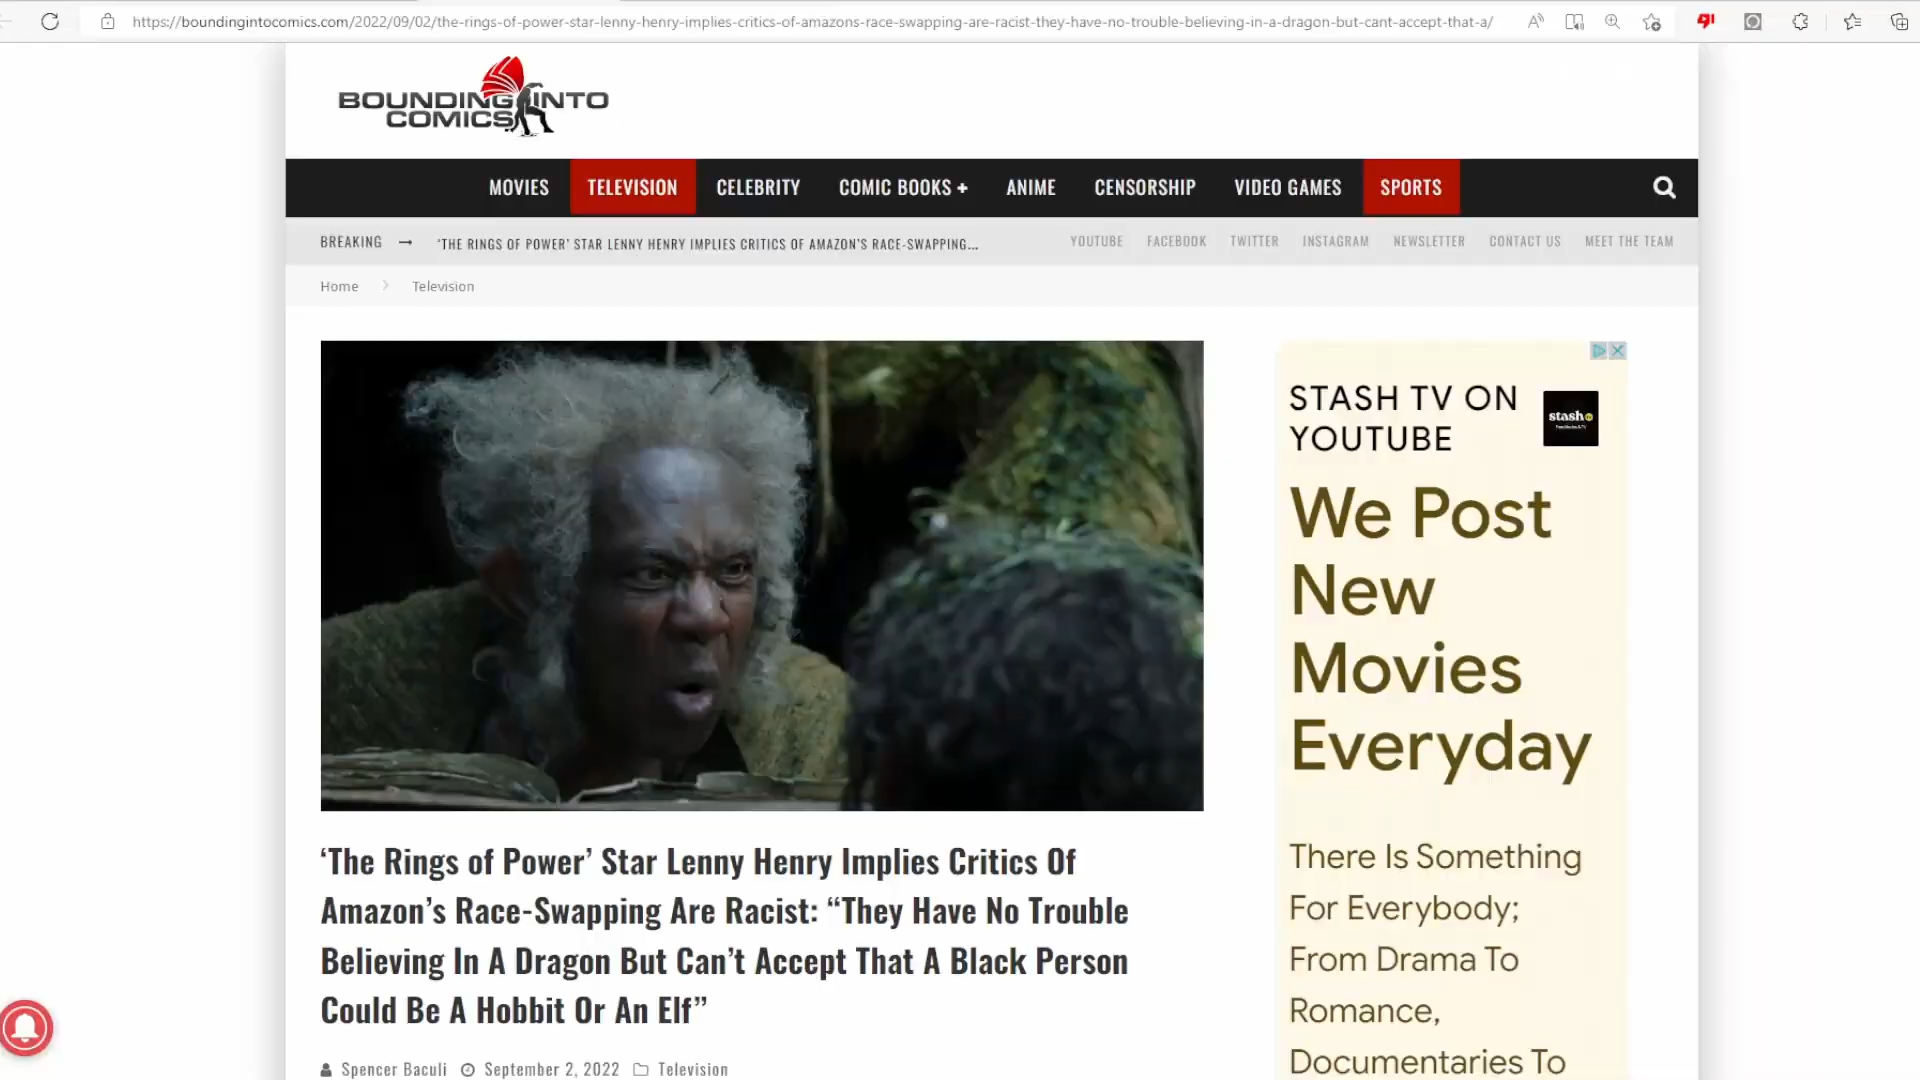 https://boundingintocomics.com/2022/09/02/the-rings-of-power-star-lenny-henry-implies-critics-of-amazons-race-swapping-are-racist-they-have-no-trouble-believing-in-a-dragon-but-cant-accept-that-a/
BOUNDING INTO
COMICS
MOVIES TELEVISION CELEBRITY COMIC BOOKS + ANIME CENSORSHIP VIDEO GAMES SPORTS
BREAKING → ‘THE RINGS OF POWER’ STAR LENNY HENRY IMPLIES CRITICS OF AMAZON’S RACE-SWAPPING... YOUTUBE FACEBOOK TWITTER INSTAGRAM NEWSLETTER CONTACT US MEET THE TEAM
Home > Television
STASH TV ON
YOUTUBE
stash tv
We Post
New
Movies
Everyday
There Is Something
For Everybody;
From Drama To
Romance,
Documentaries To
‘The Rings of Power’ Star Lenny Henry Implies Critics Of
Amazon’s Race-Swapping Are Racist: “They Have No Trouble
Believing In A Dragon But Can’t Accept That A Black Person
Could Be A Hobbit Or An Elf”
Spencer Baculi September 2, 2022 Television